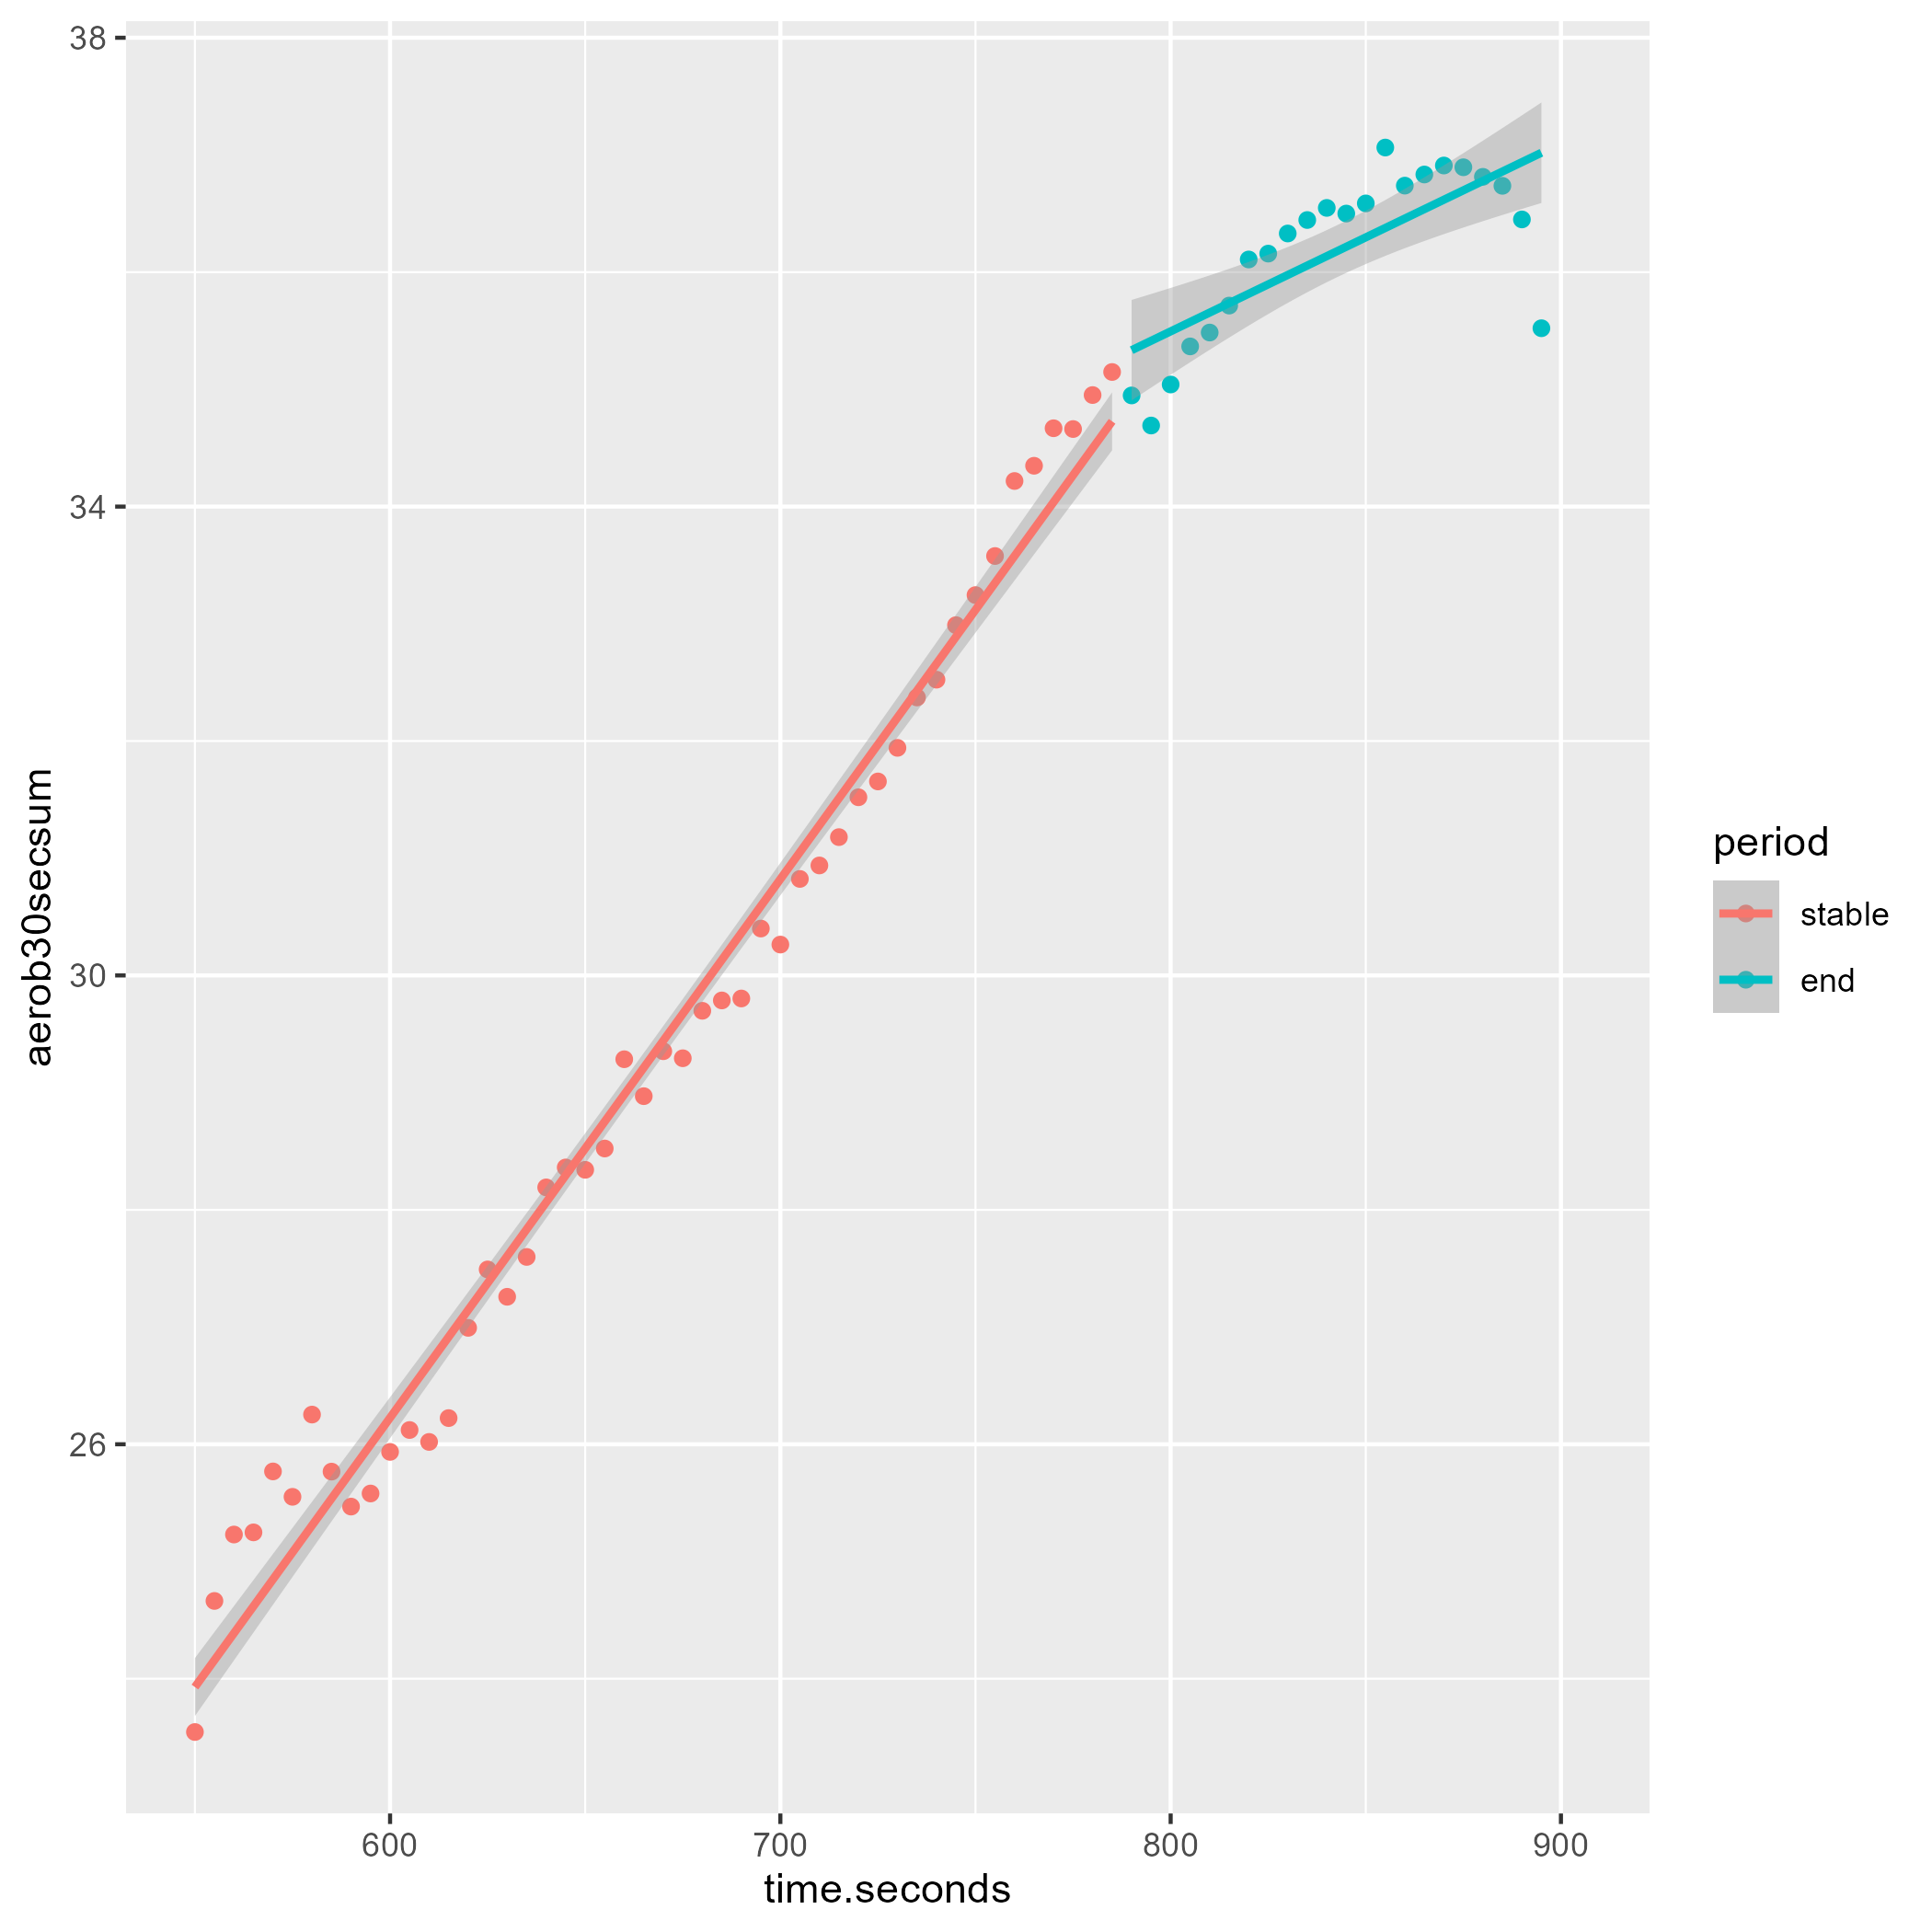 38
34
30
26
aerob30secsum
600 700 800 900
time.seconds
period
stable
end